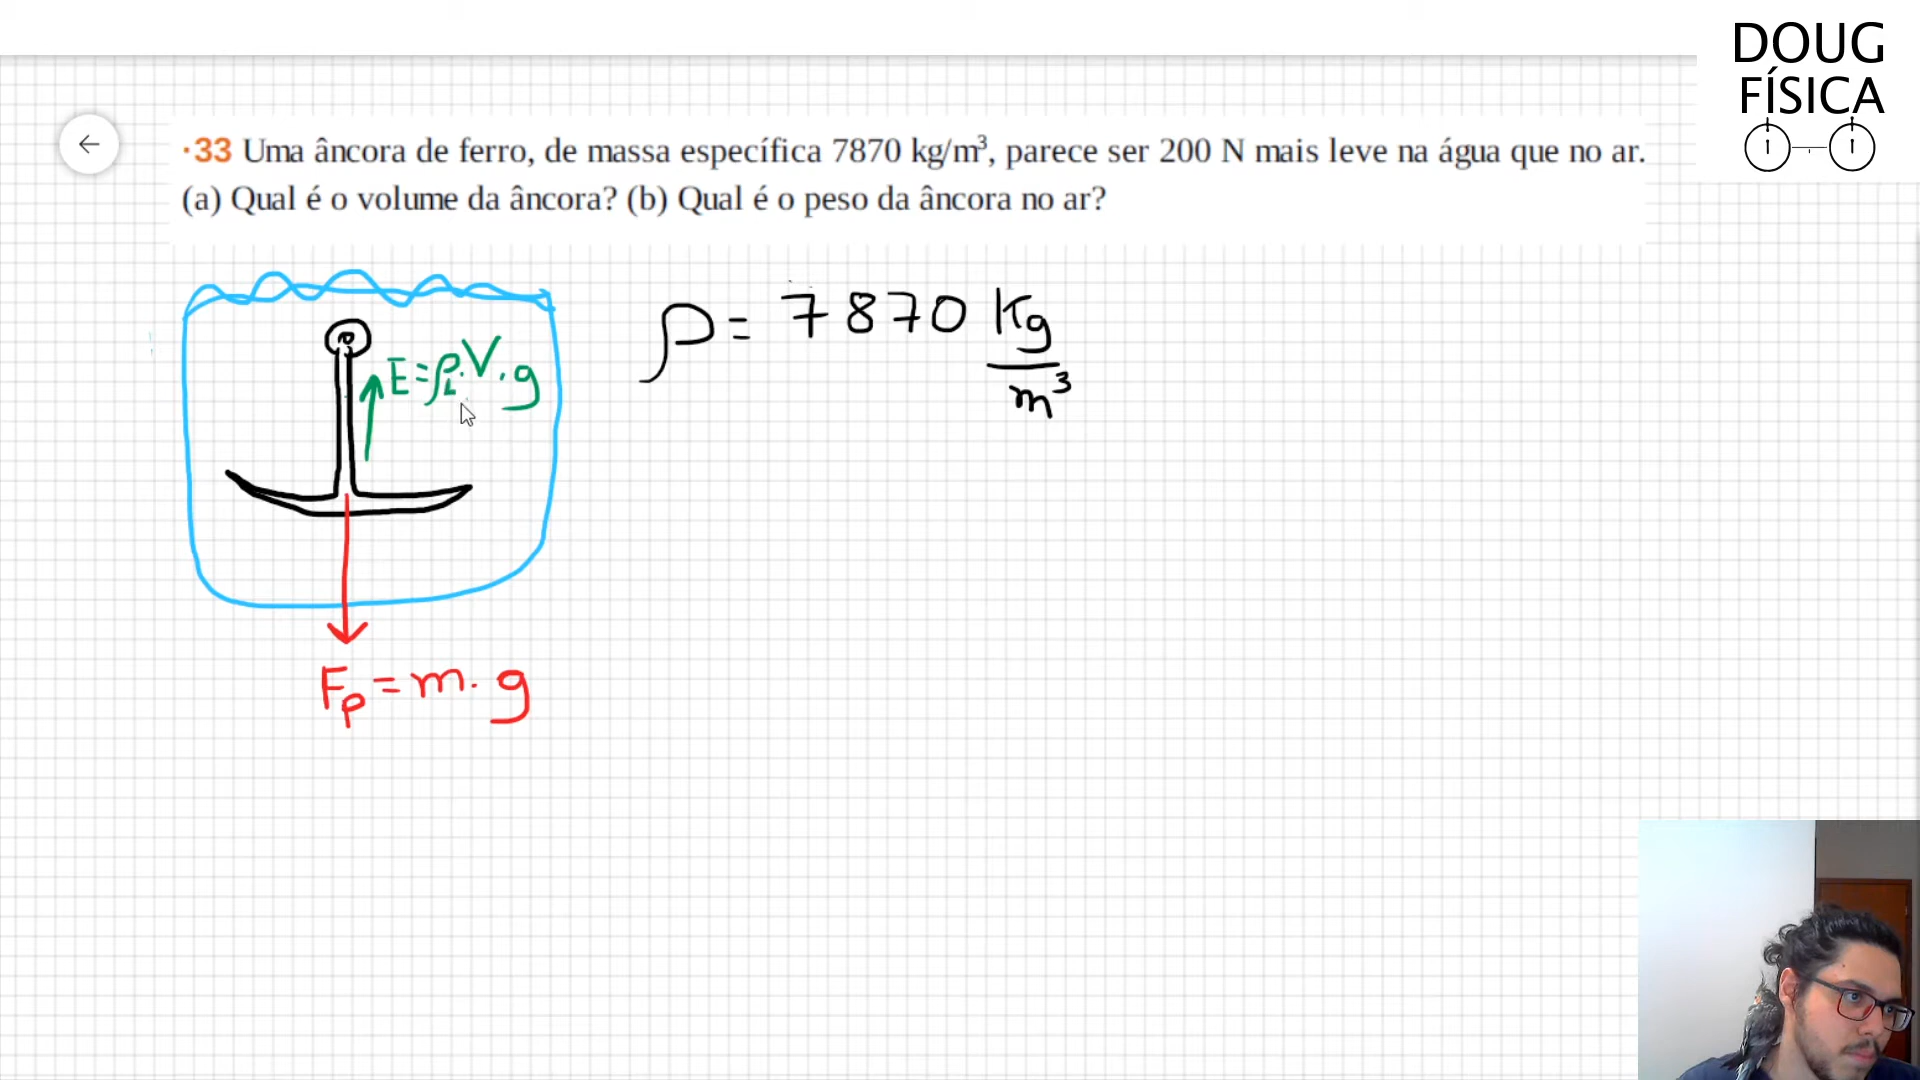 DOUG
FÍSICA
·33 Uma âncora de ferro, de massa específica 7870 kg/m³, parece ser 200 N mais leve na água que no ar.
(a) Qual é o volume da âncora? (b) Qual é o peso da âncora no ar?
ρ = 7870 Kg/m³
E=ρL.V.g
Fp=m.g